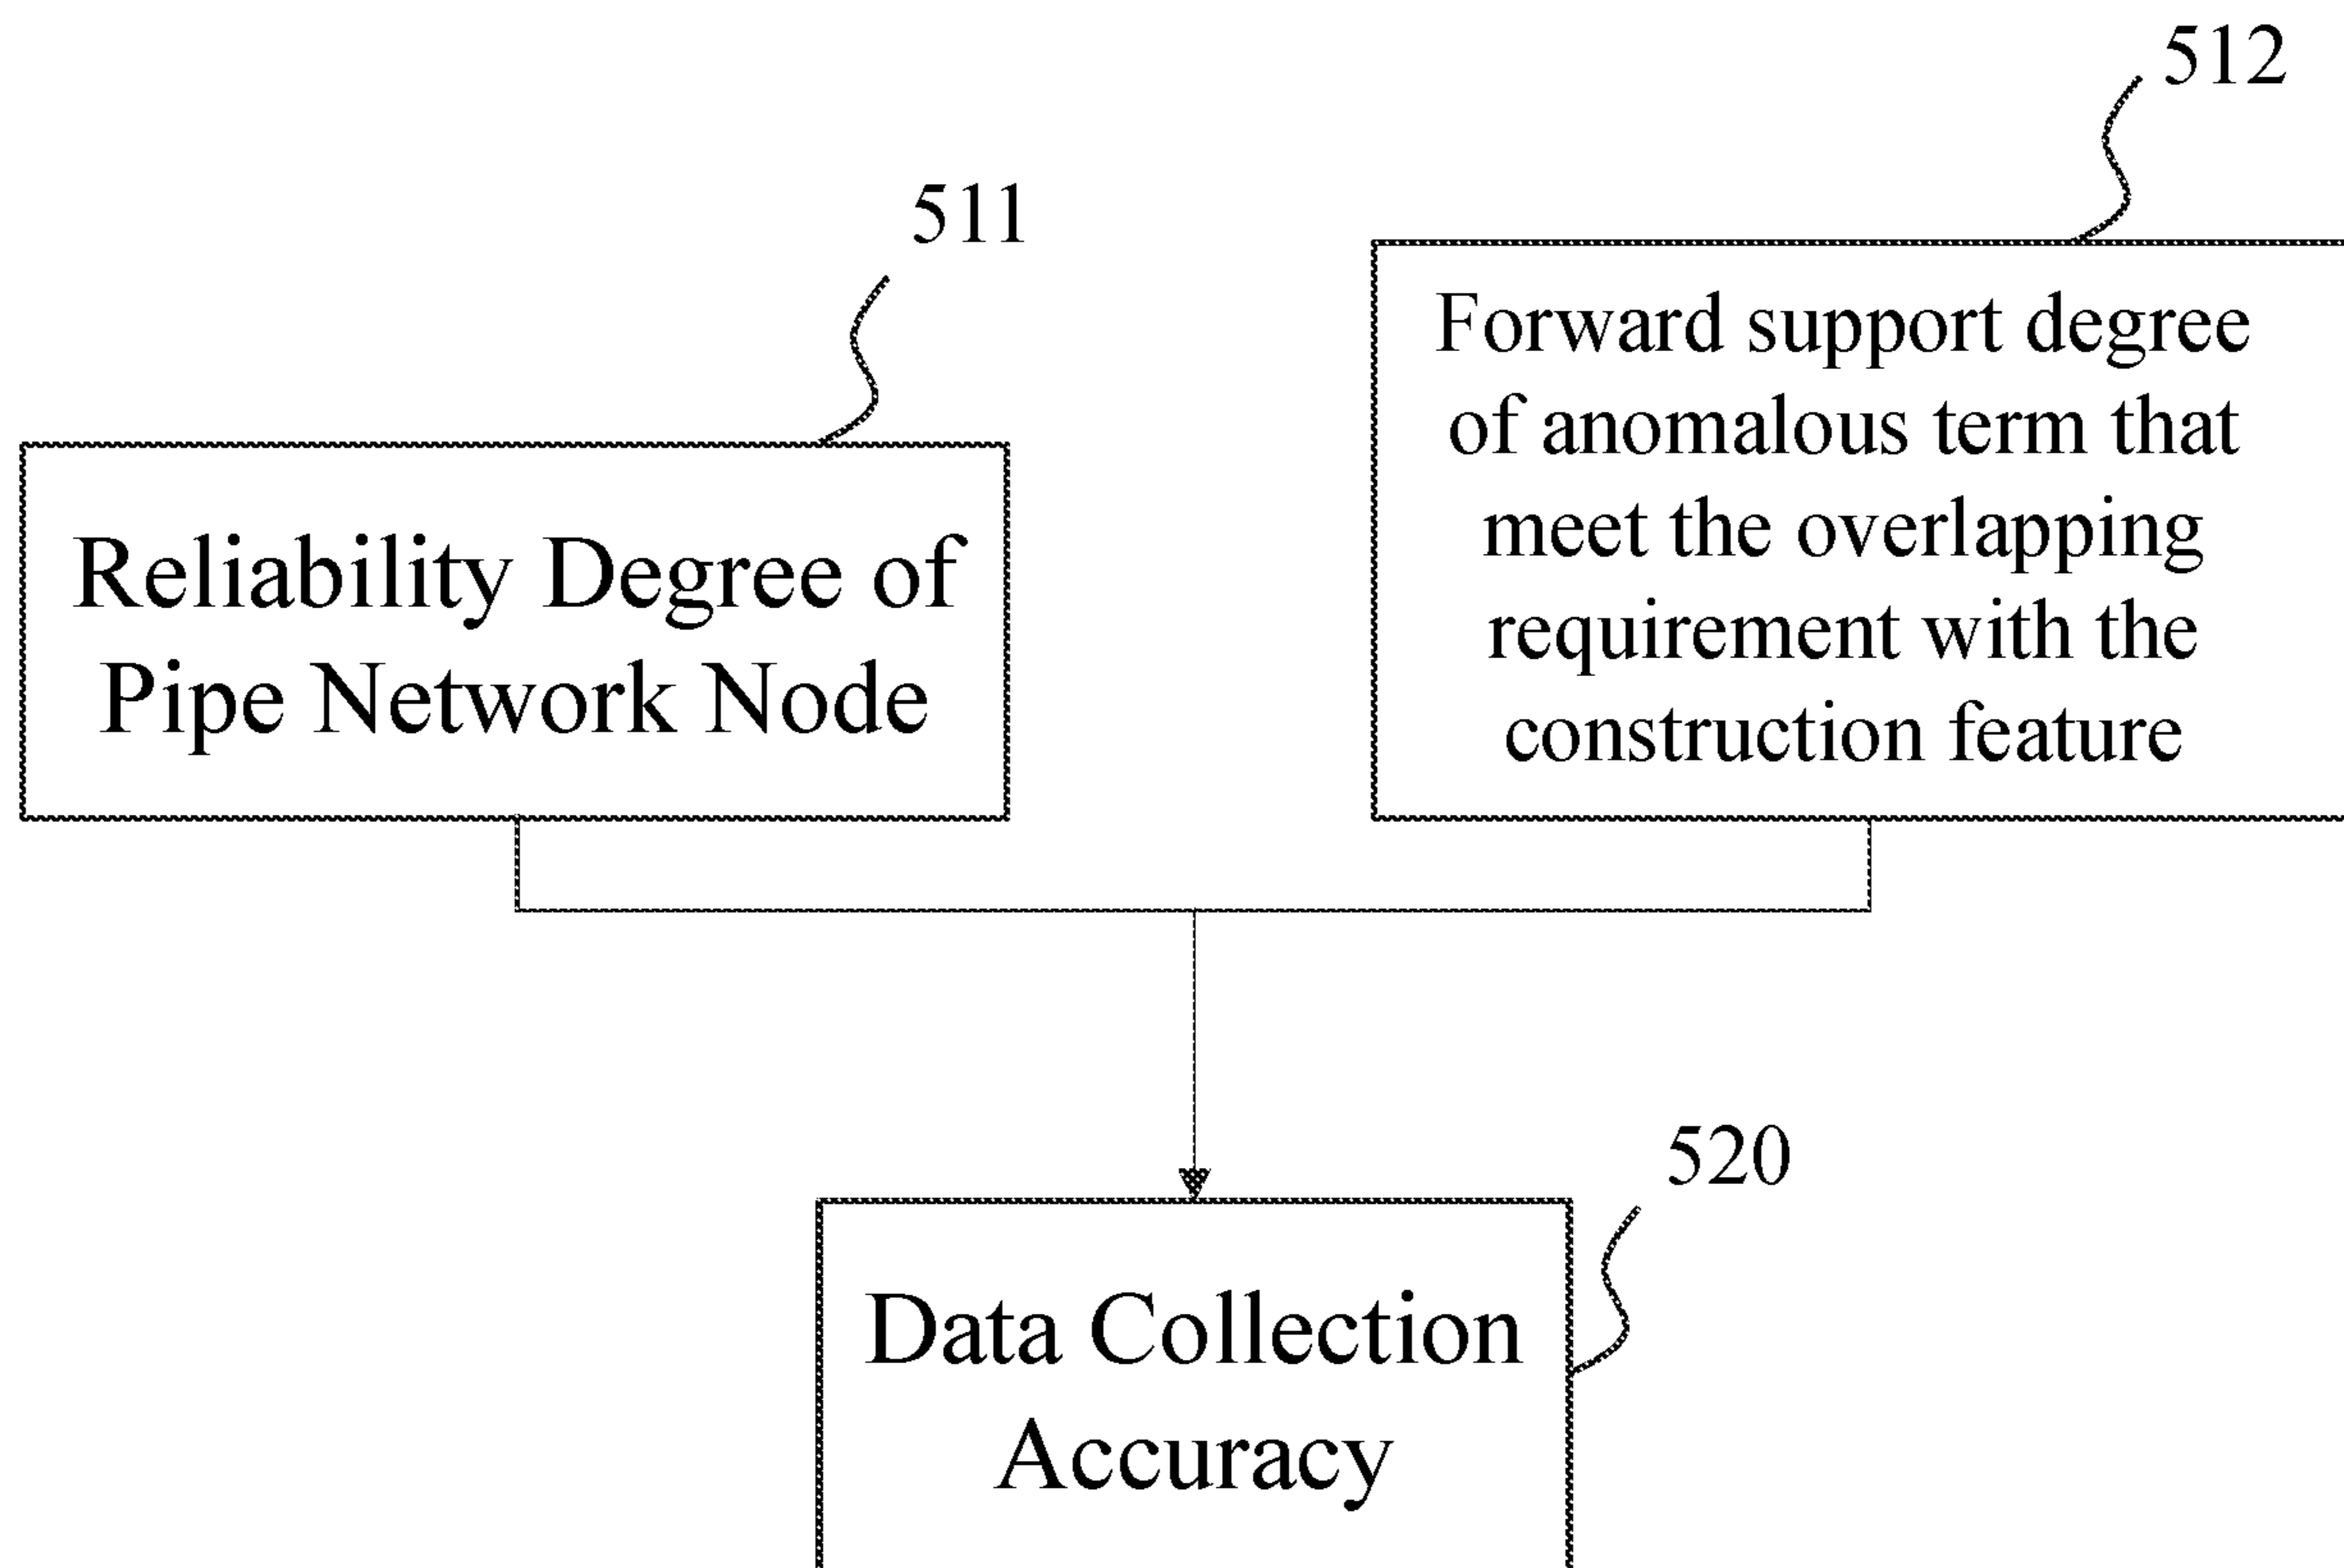 512
511
Forward support degree
of anomalous term that
meet the overlapping
requirement with the
construction feature
Reliability Degree of
Pipe Network Node
520
Data Collection
Accuracy